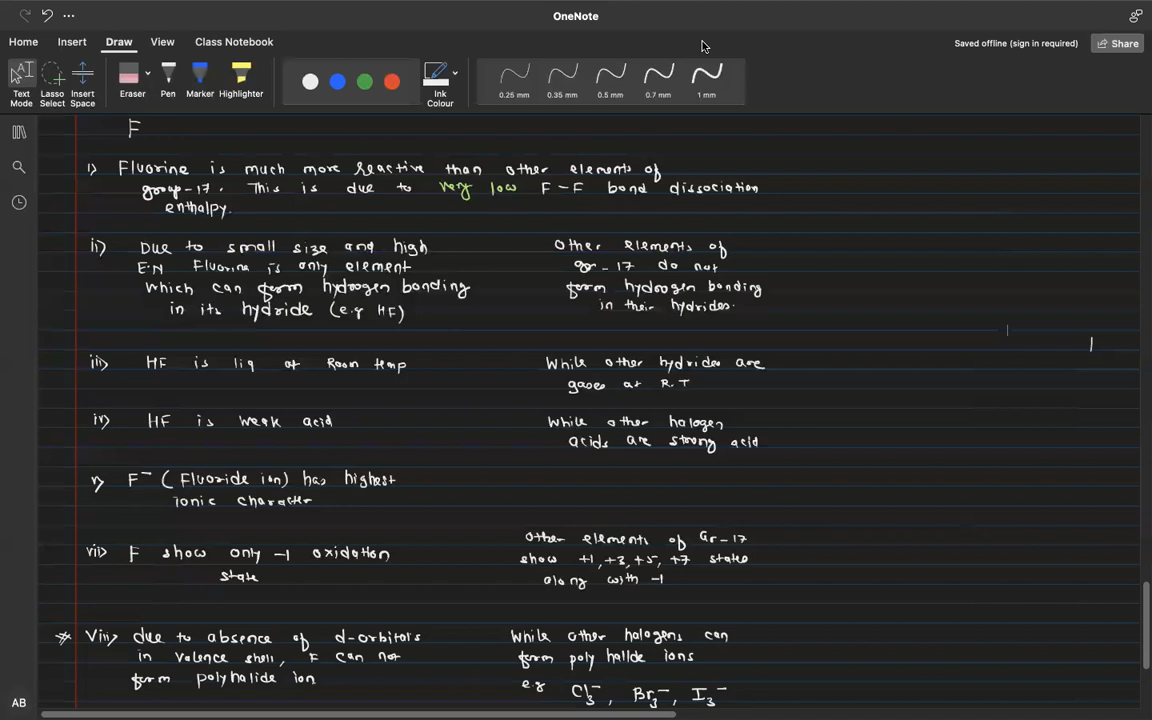 OneNote
Home Insert Draw View Class Notebook
Saved offline (sign in required) Share
Text Mode
Lasso Select
Insert Space
Eraser
Pen
Marker
Highlighter
Ink Colour
0.25 mm 0.35 mm 0.5 mm 0.7 mm 1 mm
F
i) Fluorine is much more reactive than other elements of
group-17. This is due to very low F-F bond dissociation
enthalpy.
ii) Due to small size and high
E.N Fluorine is only element
which can form hydrogen bonding
in its hydride (e.g HF)
Other elements of
gr-17 do not
form hydrogen bonding
in their hydrides.
iii) HF is liq at Room temp
While other hydrides are
gases at R.T
iv) HF is weak acid
While other halogen
acids are strong acid
v) F⁻ (Fluoride ion) has highest
ionic character
vii) F show only -1 oxidation
state
Other elements of Gr-17
show +1, +3, +5, +7 states
along with -1
* viii) due to absence of d-orbitals
in valence shell, F can not
form polyhalide ion
While other halogens can
form poly halide ions
e.g Cl₃⁻, Br₃⁻, I₃⁻
AB